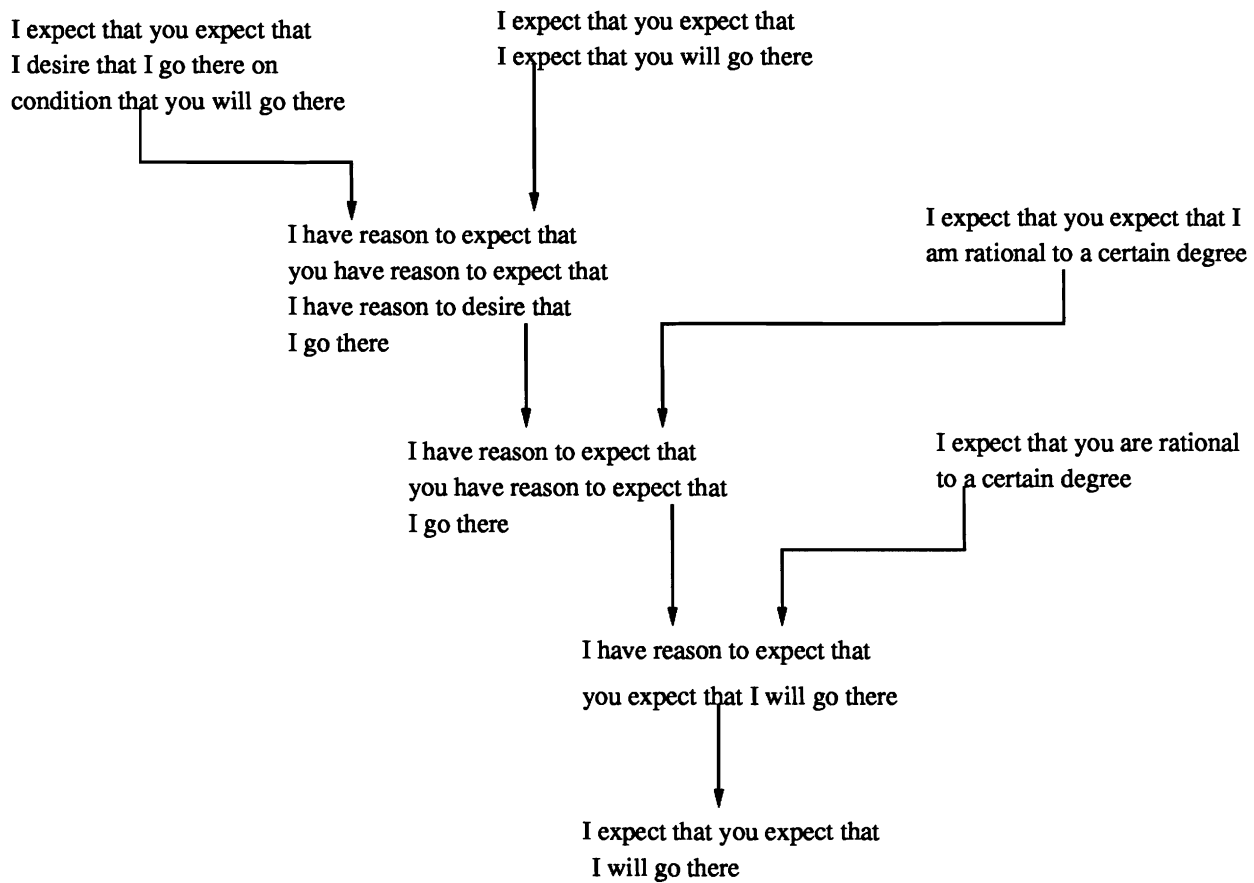 I expect that you expect that
I desire that I go there on
condition that you will go there
I expect that you expect that
I expect that you will go there
I have reason to expect that
you have reason to expect that
I have reason to desire that
I go there
I expect that you expect that I
am rational to a certain degree
I have reason to expect that
you have reason to expect that
I go there
I expect that you are rational
to a certain degree
I have reason to expect that
you expect that I will go there
I expect that you expect that
I will go there